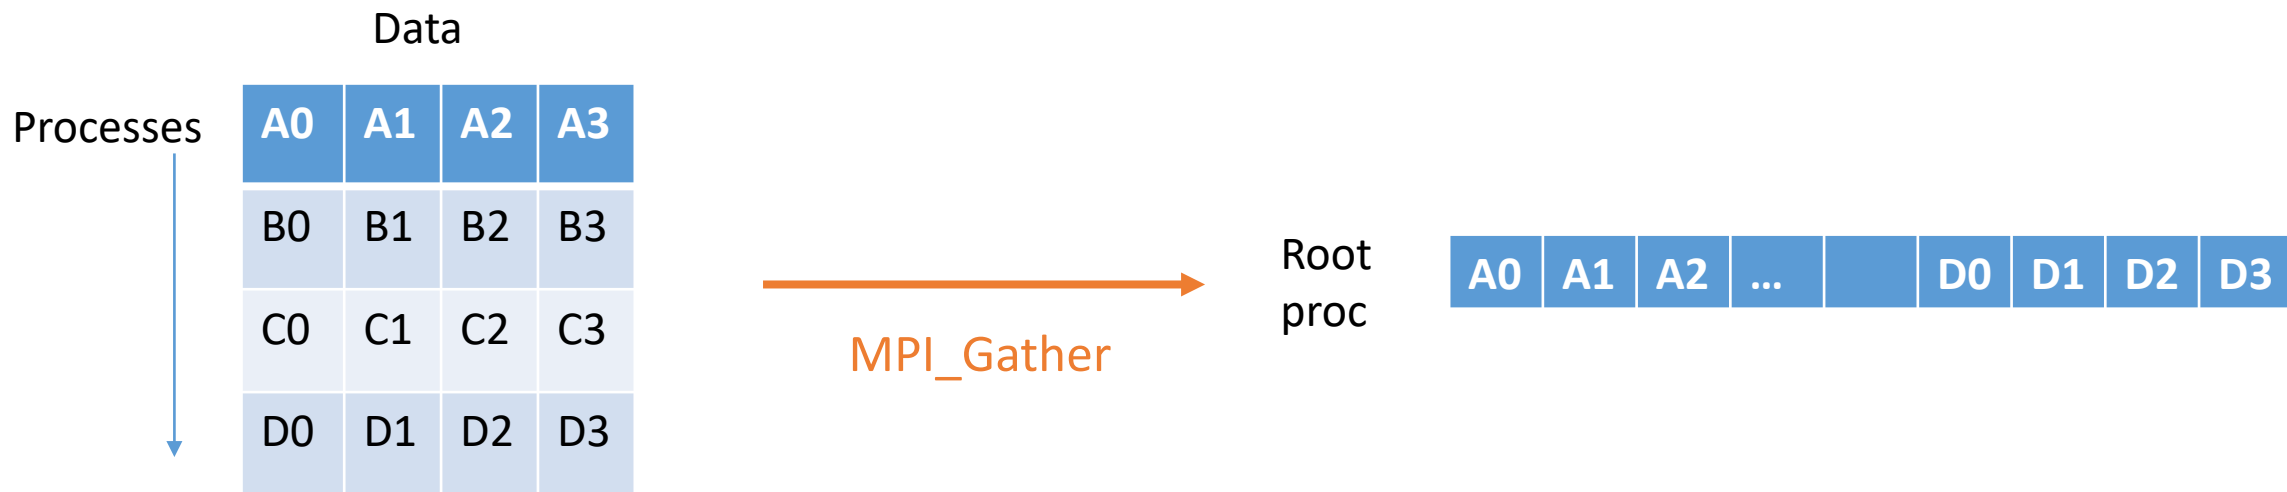 Data
Processes
A0 A1 A2 A3
B0 B1 B2 B3
C0 C1 C2 C3
D0 D1 D2 D3
MPI_Gather
Root
proc
A0 A1 A2 ... D0 D1 D2 D3